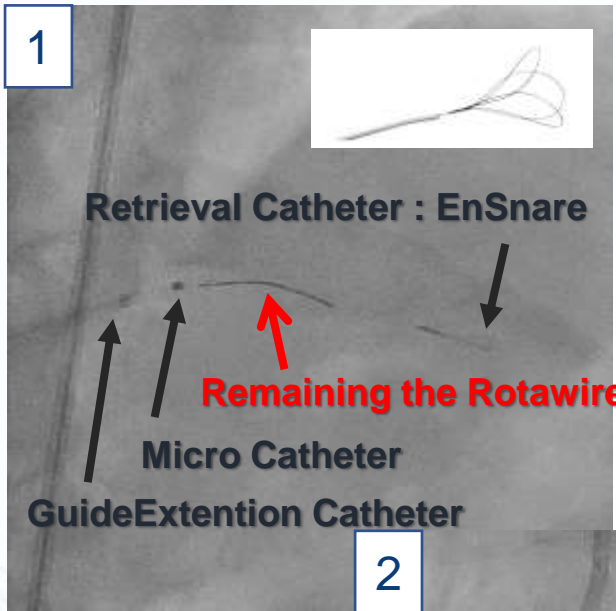 1
Retrieval Catheter : EnSnare
Remaining the Rotawire
Micro Catheter
GuideExtention Catheter
2